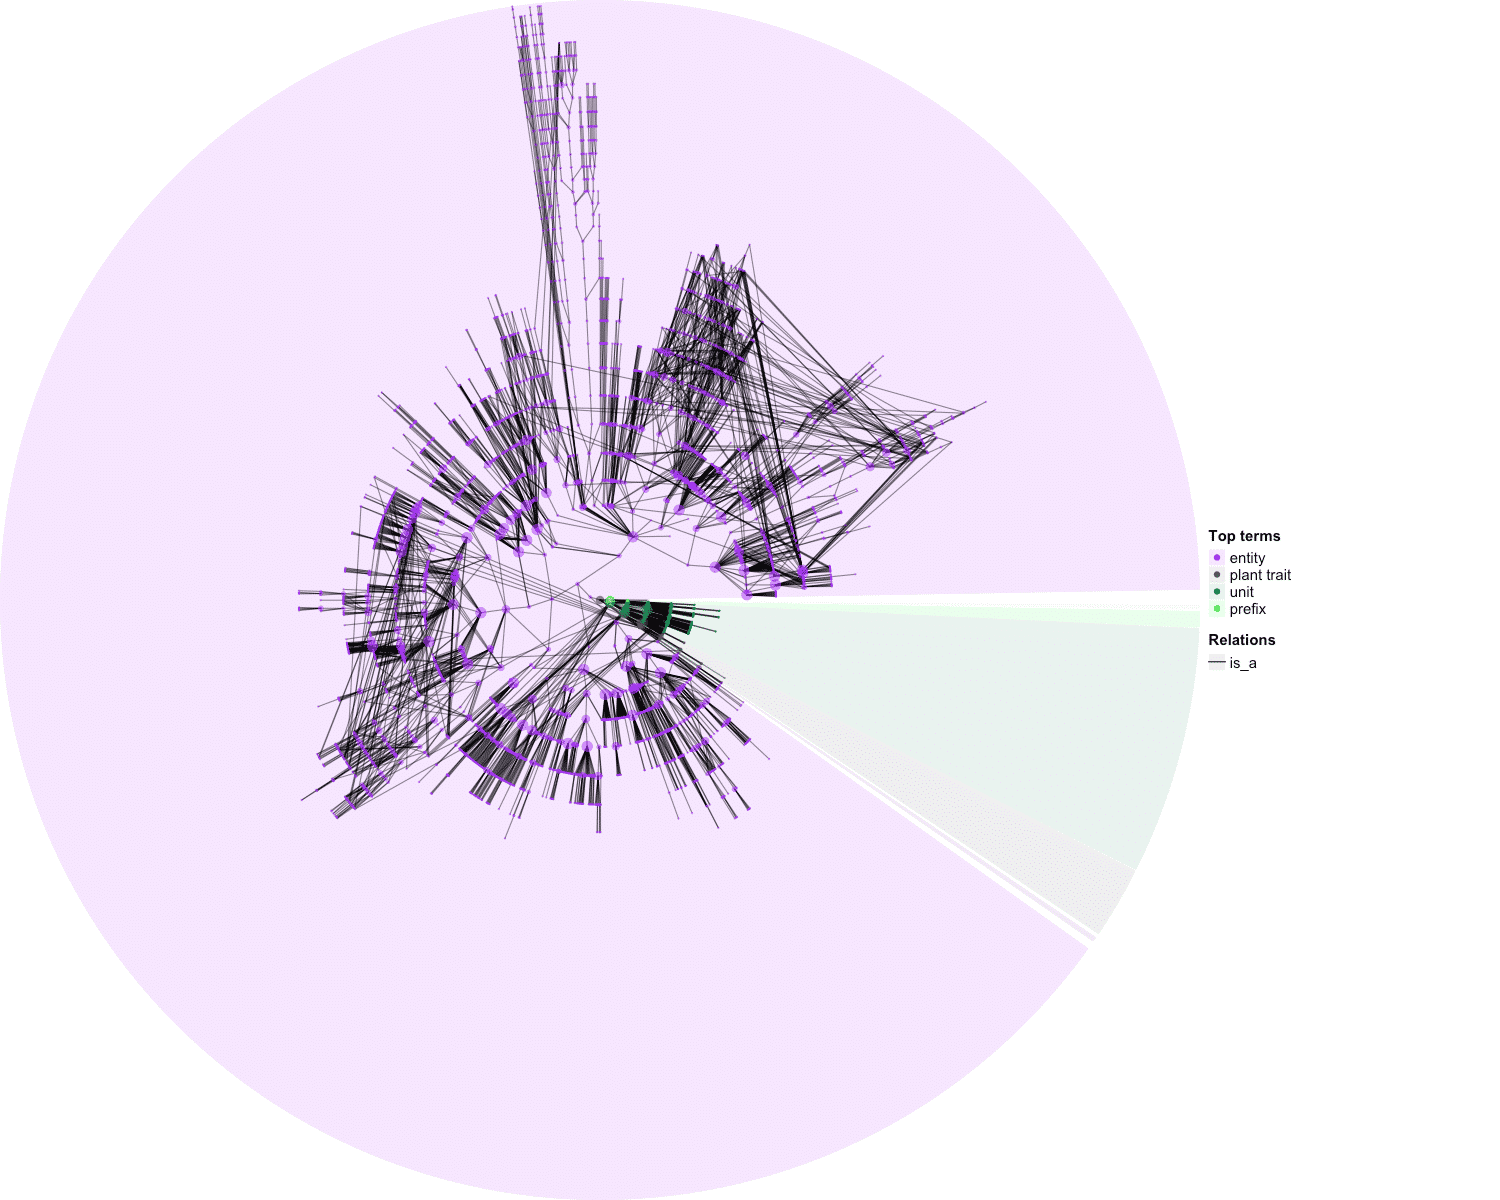 Top terms
entity
plant trait
unit
prefix
Relations
is_a